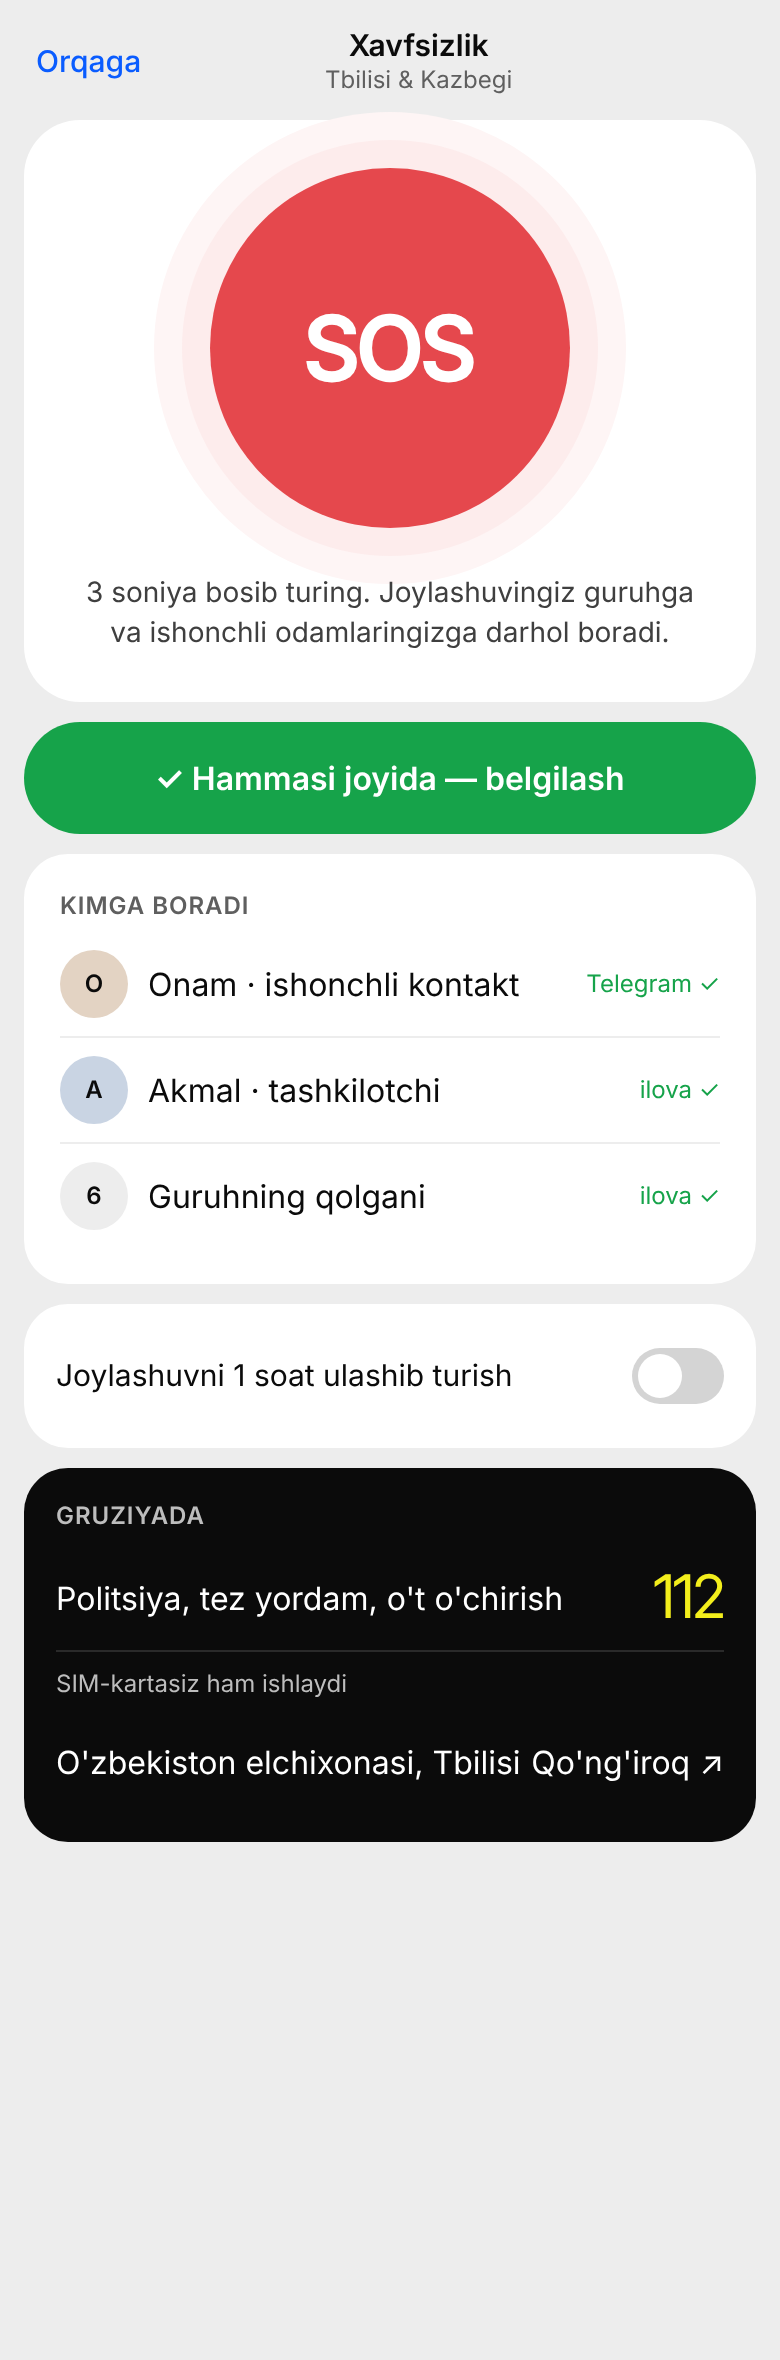 Orqaga
Xavfsizlik
Tbilisi & Kazbegi
SOS
3 soniya bosib turing. Joylashuvingiz guruhga
va ishonchli odamlaringizga darhol boradi.
✓ Hammasi joyida — belgilash
KIMGA BORADI
O Onam · ishonchli kontakt Telegram ✓
A Akmal · tashkilotchi ilova ✓
6 Guruhning qolgani ilova ✓
Joylashuvni 1 soat ulashib turish
GRUZIYADA
Politsiya, tez yordam, o't o'chirish 112
SIM-kartasiz ham ishlaydi
O'zbekiston elchixonasi, Tbilisi Qo'ng'iroq ↗